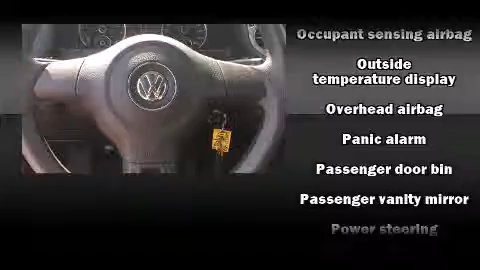 Occupant sensing airbag
Outside
temperature display
Overhead airbag
Panic alarm
Passenger door bin
Passenger vanity mirror
Power steering